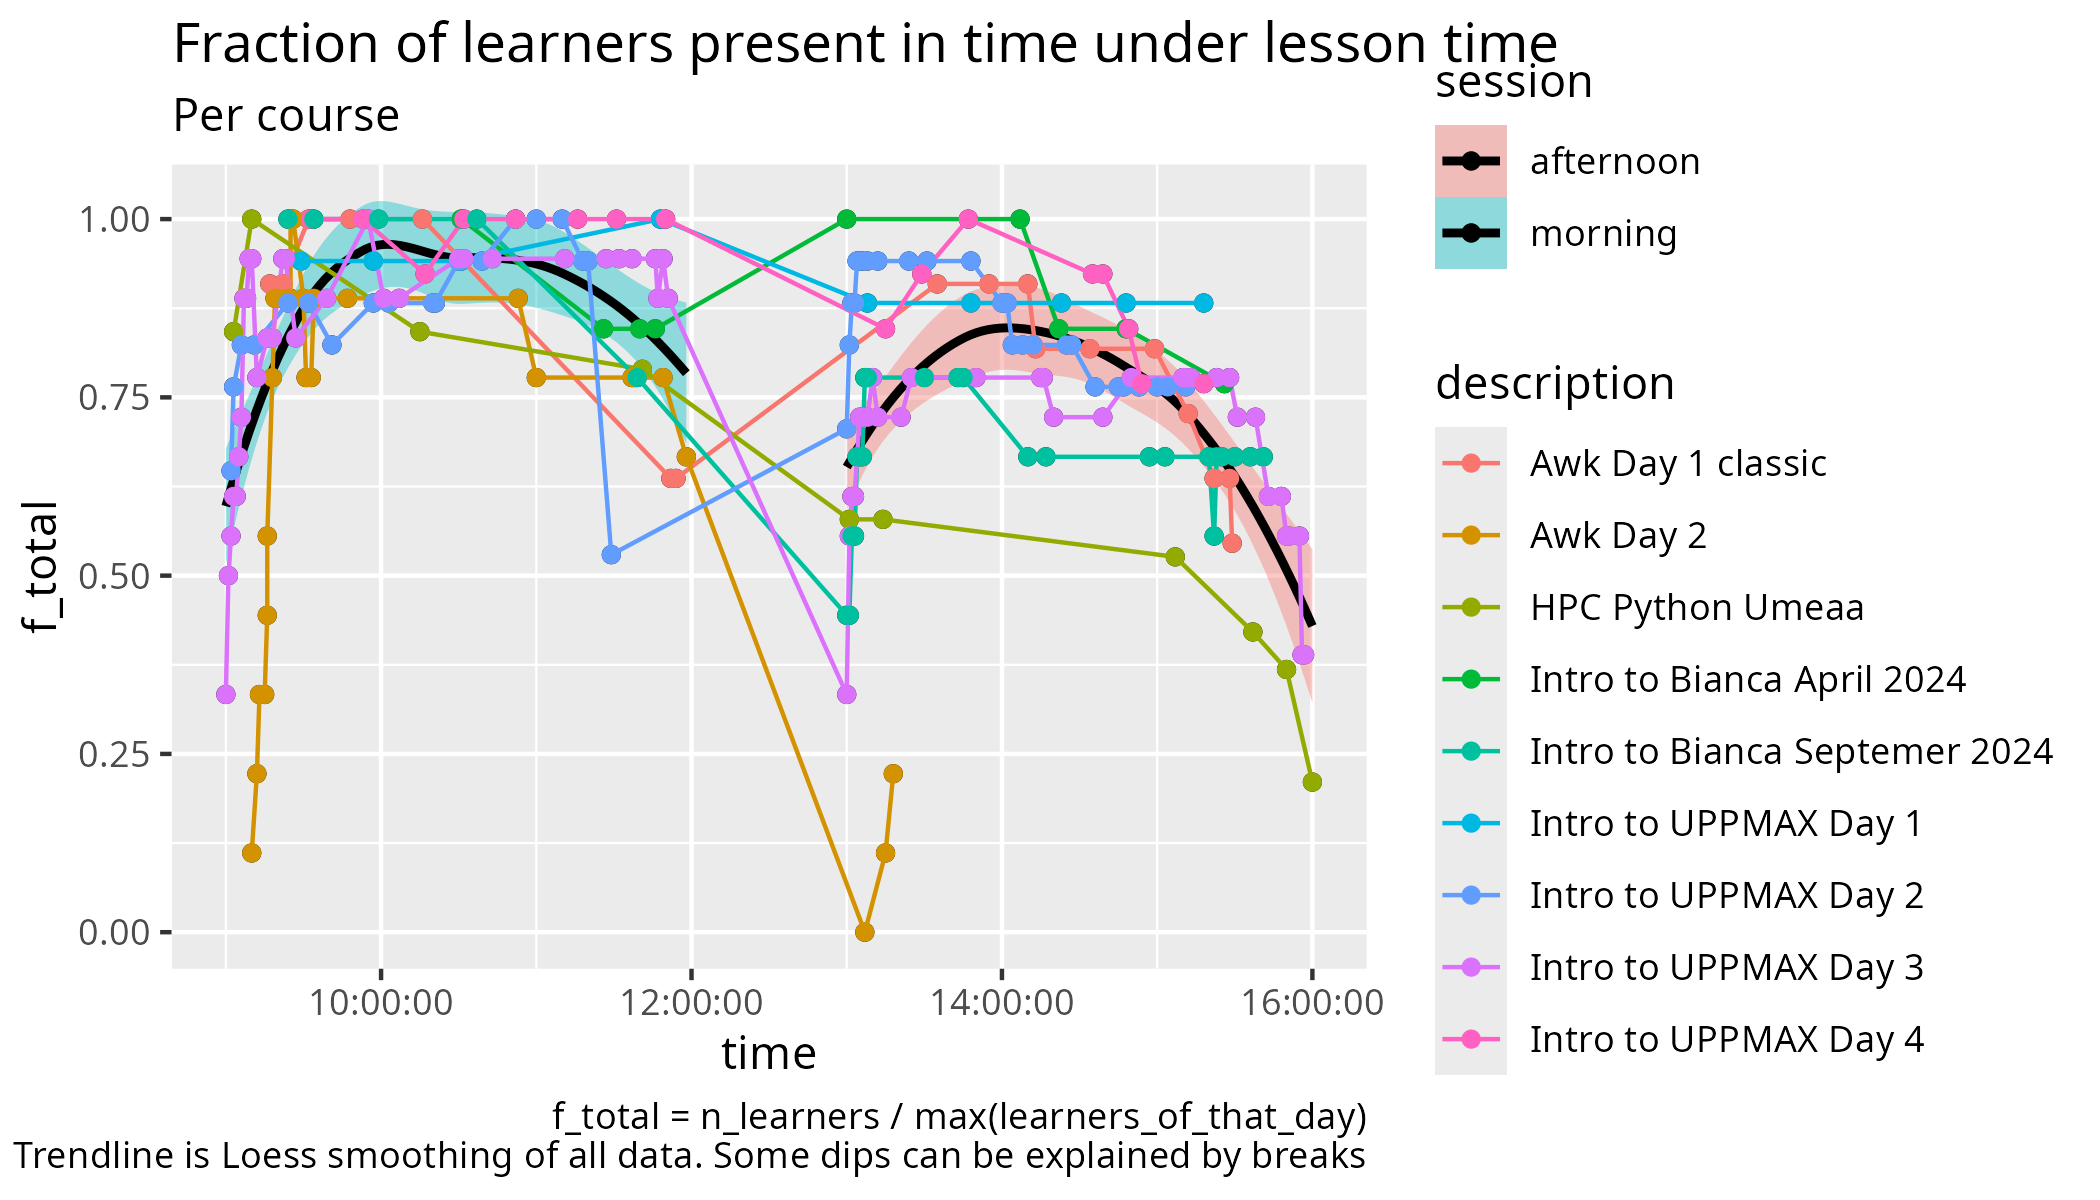 Fraction of learners present in time under lesson time
Per course
f_total
1.00
0.75
0.50
0.25
0.00
10:00:00
12:00:00
14:00:00
16:00:00
time
session
afternoon
morning
description
Awk Day 1 classic
Awk Day 2
HPC Python Umeaa
Intro to Bianca April 2024
Intro to Bianca Septemer 2024
Intro to UPPMAX Day 1
Intro to UPPMAX Day 2
Intro to UPPMAX Day 3
Intro to UPPMAX Day 4
f_total = n_learners / max(learners_of_that_day)
Trendline is Loess smoothing of all data. Some dips can be explained by breaks